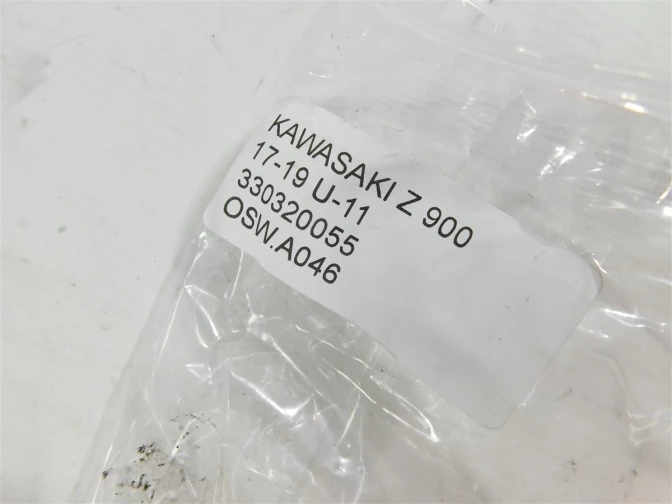 KAWASAKI Z 900
17-19 U-11
330320055
OSW.A046